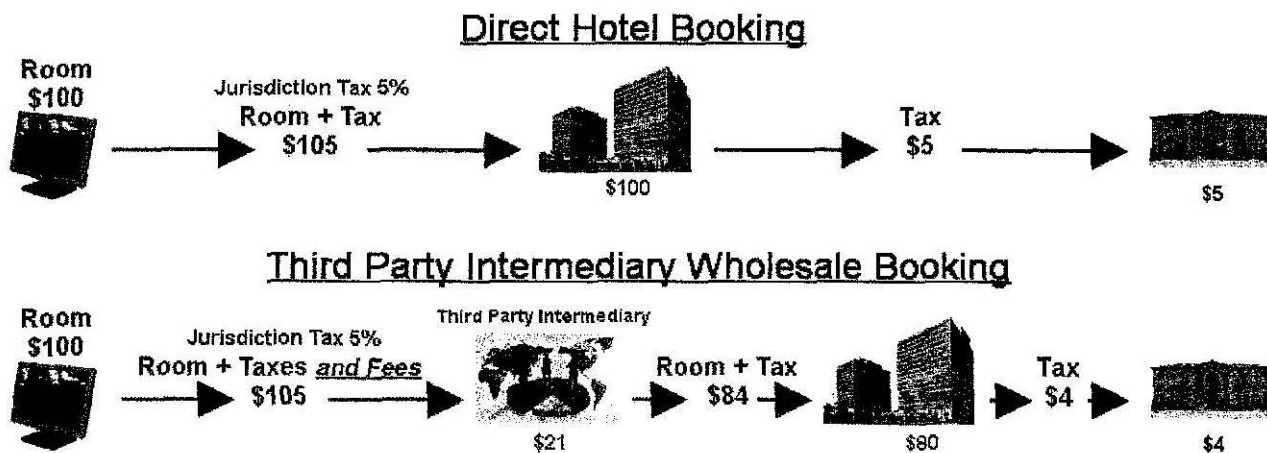 Direct Hotel Booking
Room
$100
Jurisdiction Tax 5%
Room + Tax
$105
$100
Tax
$5
$5
Third Party Intermediary Wholesale Booking
Room
$100
Jurisdiction Tax 5%
Room + Taxes and Fees
$105
Third Party Intermediary
$21
Room + Tax
$84
$80
Tax
$4
$4